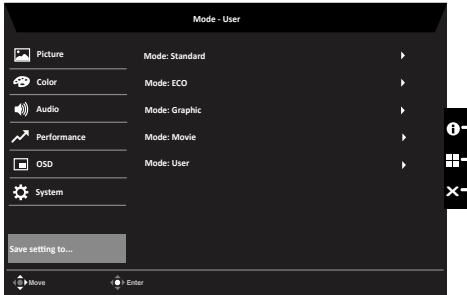 Mode - User
Picture
Color
Audio
Performance
OSD
System
Save setting to...
Mode: Standard
Mode: ECO
Mode: Graphic
Mode: Movie
Mode: User
Move
Enter